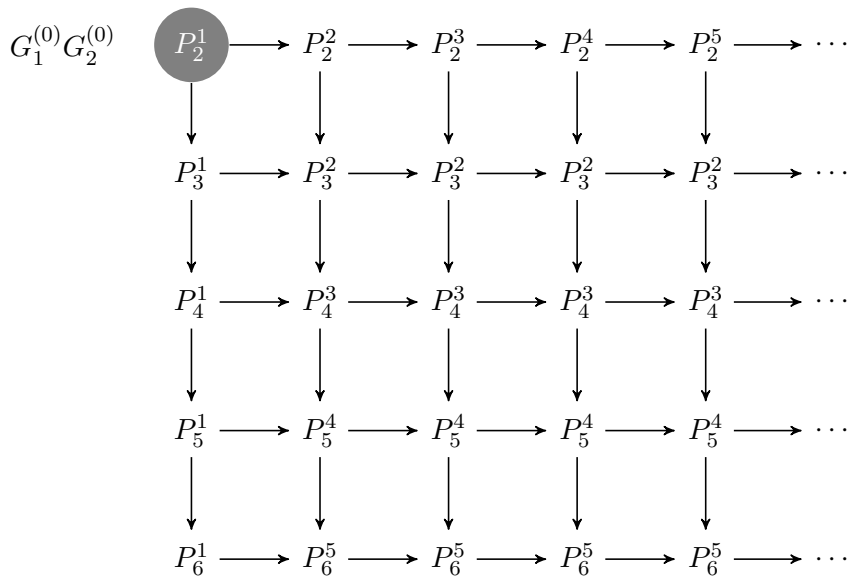 $G_1^{(0)}G_2^{(0)}$ $P_2^1$ $P_2^2$ $P_2^3$ $P_2^4$ $P_2^5$ ⋯
$P_3^1$ $P_3^2$ $P_3^2$ $P_3^2$ $P_3^2$ ⋯
$P_4^1$ $P_4^3$ $P_4^3$ $P_4^3$ $P_4^3$ ⋯
$P_5^1$ $P_5^4$ $P_5^4$ $P_5^4$ $P_5^4$ ⋯
$P_6^1$ $P_6^5$ $P_6^5$ $P_6^5$ $P_6^5$ ⋯